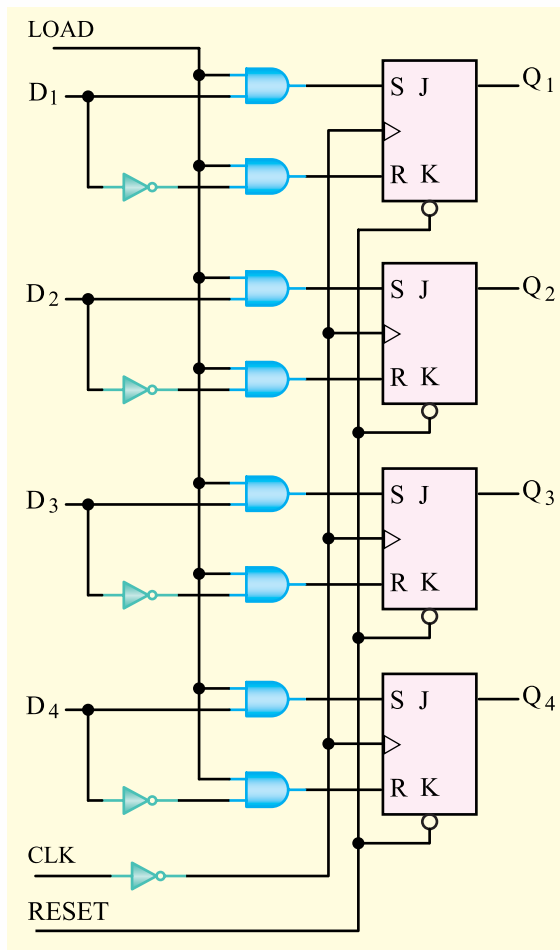 LOAD
D1
S J
Q1
R K
D2
S J
Q2
R K
D3
S J
Q3
R K
D4
S J
Q4
R K
CLK
RESET